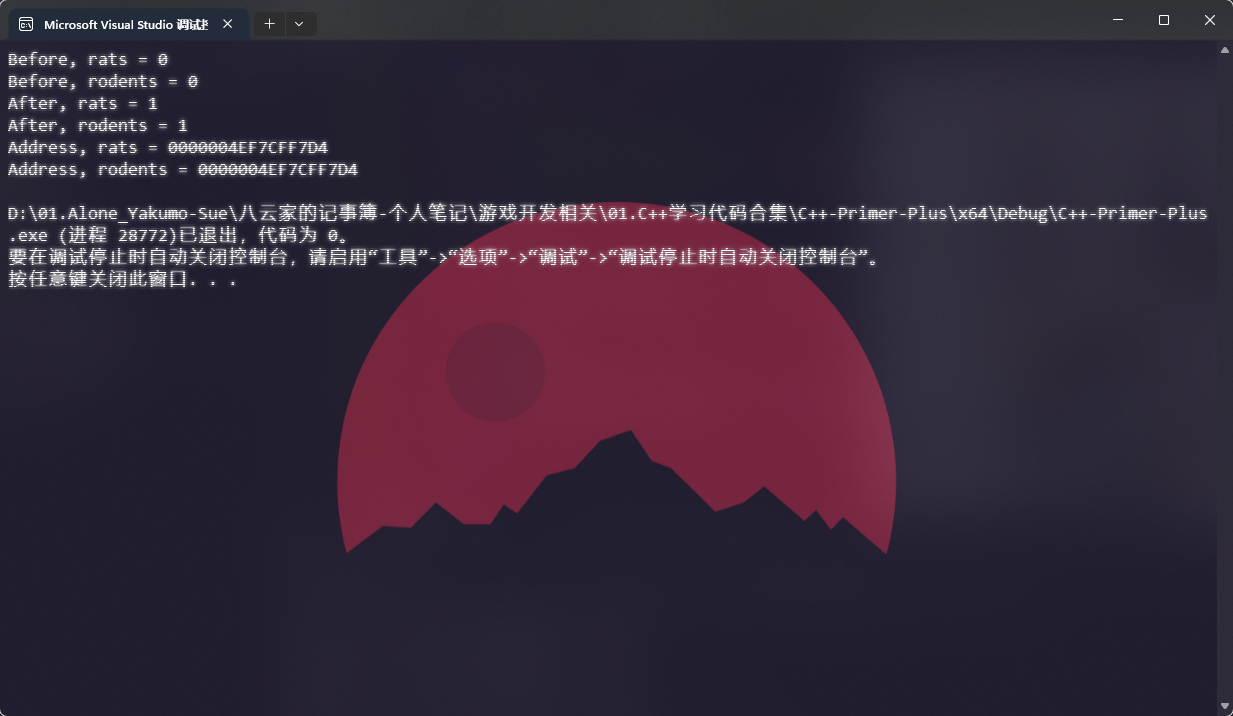 Microsoft Visual Studio 调试
Before, rats = 0
Before, rodents = 0
After, rats = 1
After, rodents = 1
Address, rats = 0000004EF7CFF7D4
Address, rodents = 0000004EF7CFF7D4
D:\01.Alone_Yakumo-Sue\八云家的记事簿-个人笔记\游戏开发相关\01.C++学习代码合集\C++-Primer-Plus\x64\Debug\C++-Primer-Plus
.exe (进程 28772)已退出，代码为 0。
要在调试停止时自动关闭控制台，请启用“工具”->“选项”->“调试”->“调试停止时自动关闭控制台”。
按任意键关闭此窗口. . .